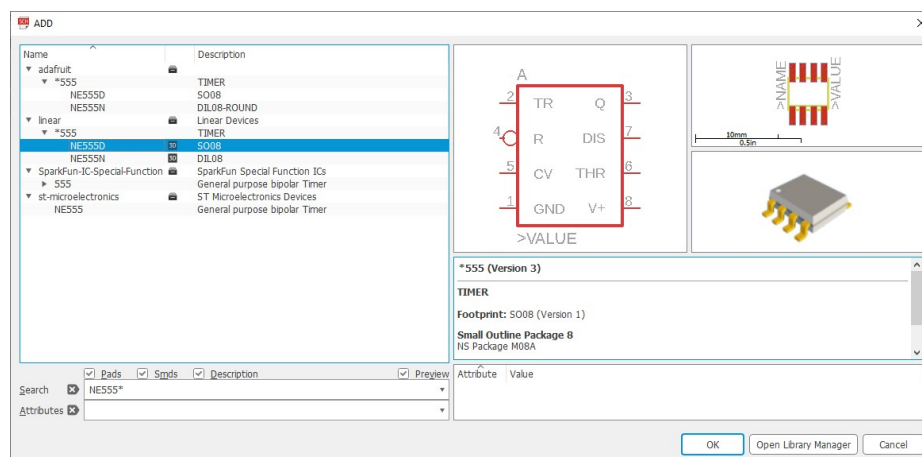 ADD
Name Description
adafruit
*555 TIMER
NE555D SO08
NE555N DIL08-ROUND
linear Linear Devices
*555 TIMER
NE555D 3D SO08
NE555N 3D DIL08
SparkFun-IC-Special-Function SparkFun Special Function ICs
555 General purpose bipolar Timer
st-microelectronics ST Microelectronics Devices
NE555 General purpose bipolar Timer
Pads Smds Description Preview
Search NE555*
Attributes
A
2 TR Q 3
4 R DIS 7
5 CV THR 6
1 GND V+ 8
>VALUE
>NAME
>VALUE
10mm
0.5in
*555 (Version 3)
TIMER
Footprint: SO08 (Version 1)
Small Outline Package 8
NS Package M08A
Attribute Value
OK Open Library Manager Cancel